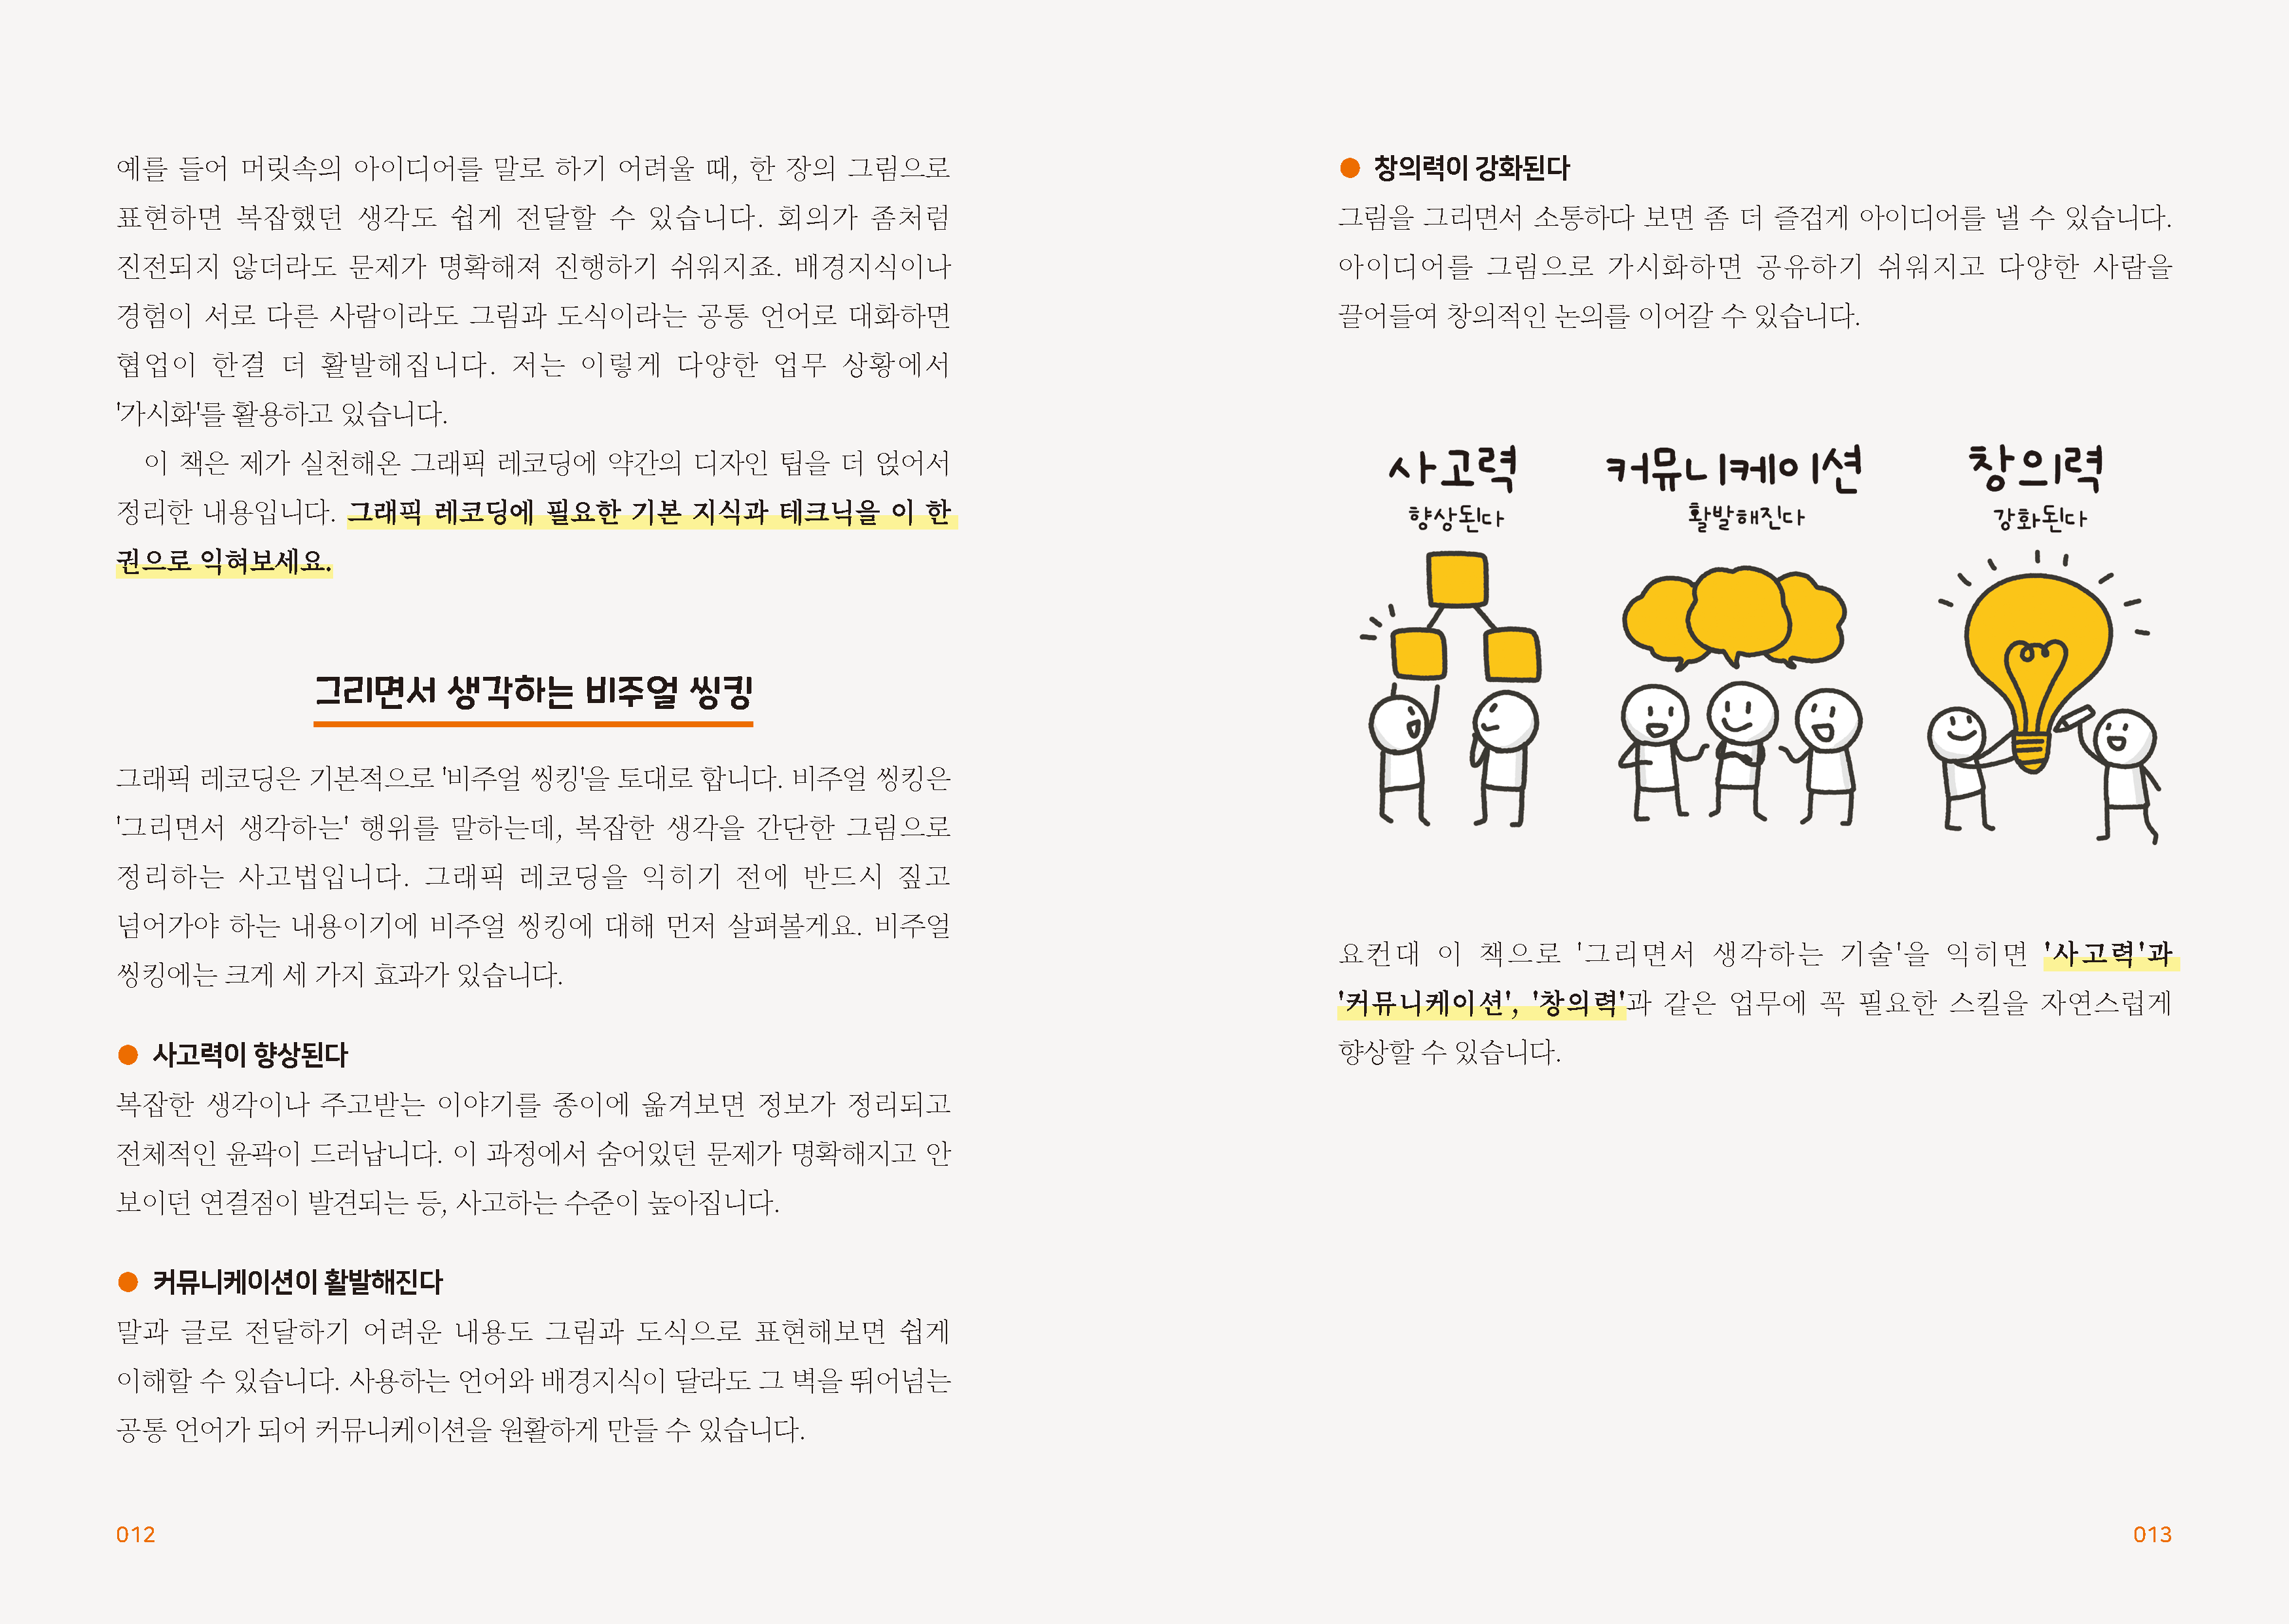 예를 들어 머릿속의 아이디어를 말로 하기 어려울 때, 한 장의 그림으로
표현하면 복잡했던 생각도 쉽게 전달할 수 있습니다. 회의가 좀처럼
진전되지 않더라도 문제가 명확해져 진행하기 쉬워지죠. 배경지식이나
경험이 서로 다른 사람이라도 그림과 도식이라는 공통 언어로 대화하면
협업이 한결 더 활발해집니다. 저는 이렇게 다양한 업무 상황에서
'가시화'를 활용하고 있습니다.
이 책은 제가 실천해온 그래픽 레코딩에 약간의 디자인 팁을 더 얹어서
정리한 내용입니다. 그래픽 레코딩에 필요한 기본 지식과 테크닉을 이 한
권으로 익혀보세요.
그리면서 생각하는 비주얼 씽킹
그래픽 레코딩은 기본적으로 '비주얼 씽킹'을 토대로 합니다. 비주얼 씽킹은
'그리면서 생각하는' 행위를 말하는데, 복잡한 생각을 간단한 그림으로
정리하는 사고법입니다. 그래픽 레코딩을 익히기 전에 반드시 짚고
넘어가야 하는 내용이기에 비주얼 씽킹에 대해 먼저 살펴볼게요. 비주얼
씽킹에는 크게 세 가지 효과가 있습니다.
● 사고력이 향상된다
복잡한 생각이나 주고받는 이야기를 종이에 옮겨보면 정보가 정리되고
전체적인 윤곽이 드러납니다. 이 과정에서 숨어있던 문제가 명확해지고 안
보이던 연결점이 발견되는 등, 사고하는 수준이 높아집니다.
● 커뮤니케이션이 활발해진다
말과 글로 전달하기 어려운 내용도 그림과 도식으로 표현해보면 쉽게
이해할 수 있습니다. 사용하는 언어와 배경지식이 달라도 그 벽을 뛰어넘는
공통 언어가 되어 커뮤니케이션을 원활하게 만들 수 있습니다.
012
● 창의력이 강화된다
그림을 그리면서 소통하다 보면 좀 더 즐겁게 아이디어를 낼 수 있습니다.
아이디어를 그림으로 가시화하면 공유하기 쉬워지고 다양한 사람을
끌어들여 창의적인 논의를 이어갈 수 있습니다.
사고력 커뮤니케이션 창의력
향상된다 활발해진다 강화된다
요컨대 이 책으로 '그리면서 생각하는 기술'을 익히면 '사고력'과
'커뮤니케이션', '창의력'과 같은 업무에 꼭 필요한 스킬을 자연스럽게
향상할 수 있습니다.
013